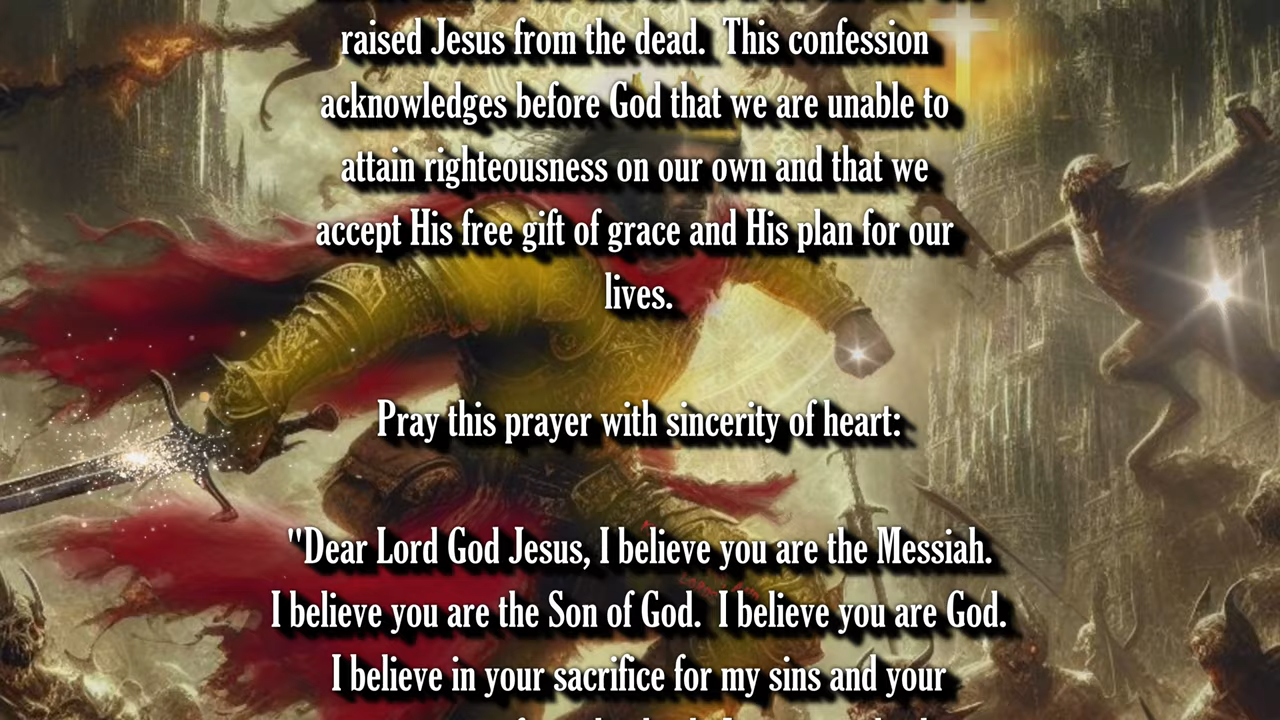 raised Jesus from the dead.  This confession
acknowledges before God that we are unable to
attain righteousness on our own and that we
accept His free gift of grace and His plan for our
lives.
Pray this prayer with sincerity of heart:
"Dear Lord God Jesus, I believe you are the Messiah.
I believe you are the Son of God.  I believe you are God.
I believe in your sacrifice for my sins and your